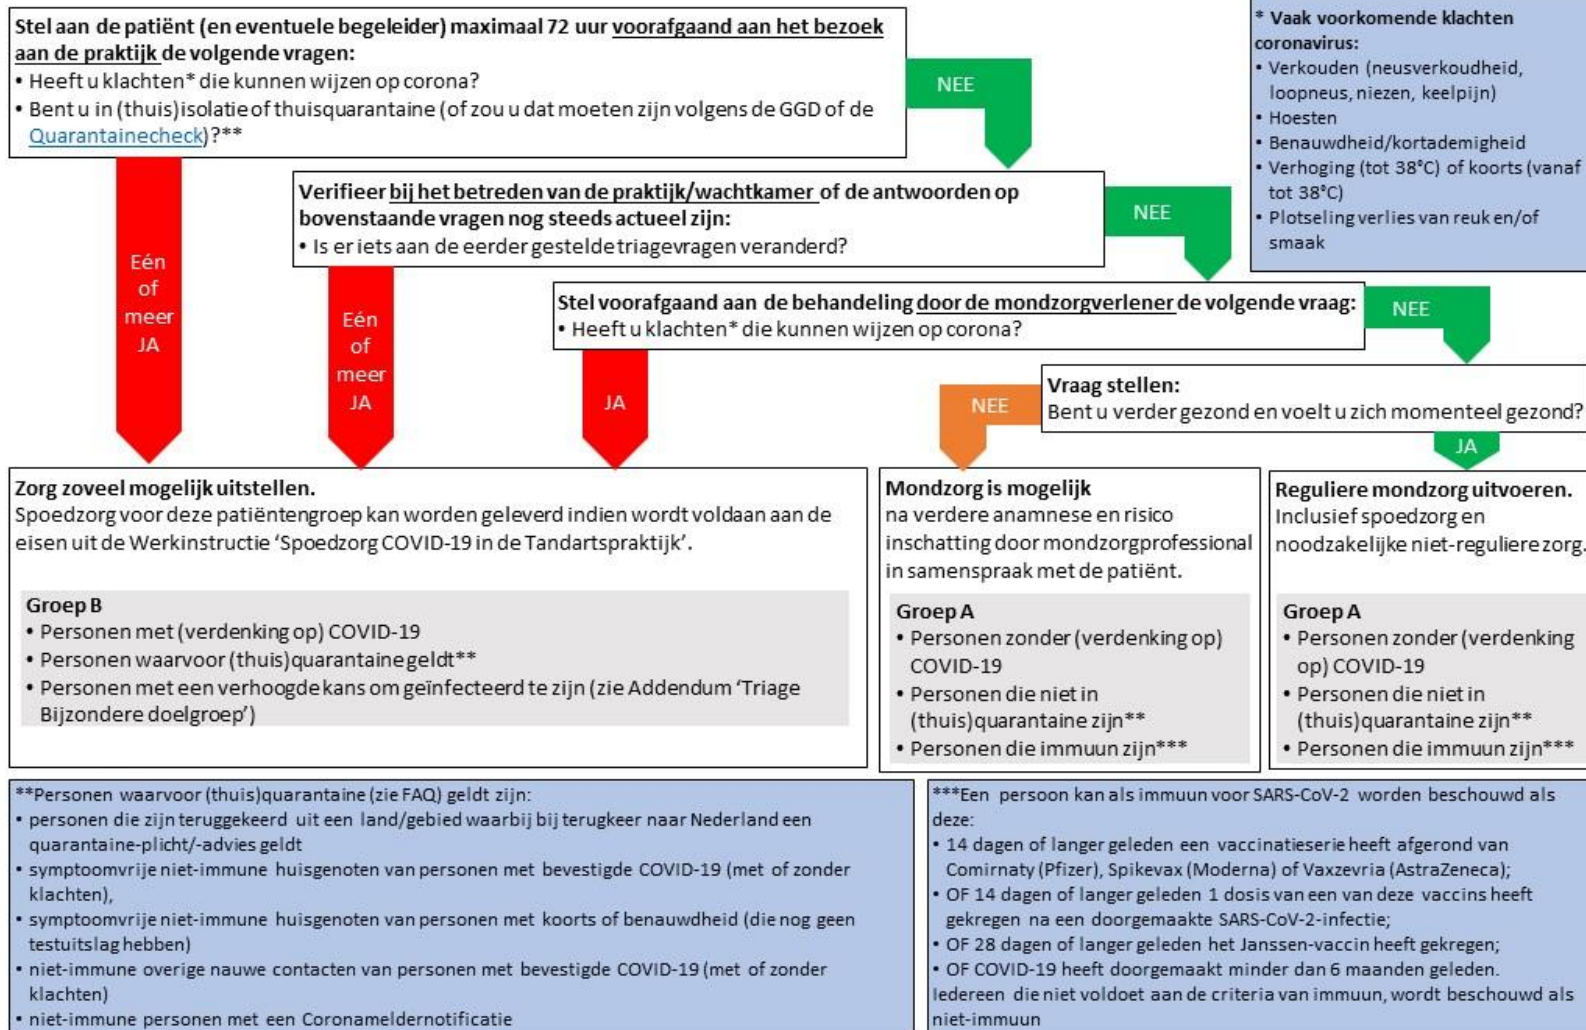 Stel aan de patiënt (en eventuele begeleider) maximaal 72 uur voorafgaand aan het bezoek
aan de praktijk de volgende vragen:
• Heeft u klachten* die kunnen wijzen op corona?
• Bent u in (thuis)isolatie of thuisquarantaine (of zou u dat moeten zijn volgens de GGD of de
Quarantainecheck)?**
NEE
* Vaak voorkomende klachten
coronavirus:
• Verkouden (neusverkoudheid,
loopneus, niezen, keelpijn)
• Hoesten
• Benauwdheid/kortademigheid
• Verhoging (tot 38°C) of koorts (vanaf
tot 38°C)
• Plotseling verlies van reuk en/of
smaak
Verifieer bij het betreden van de praktijk/wachtkamer of de antwoorden op
bovenstaande vragen nog steeds actueel zijn:
• Is er iets aan de eerder gestelde triagevragen veranderd?
NEE
Eén
of
meer
JA
Stel voorafgaand aan de behandeling door de mondzorgverlener de volgende vraag:
• Heeft u klachten* die kunnen wijzen op corona?
NEE
Eén
of
meer
JA
JA
Vraag stellen:
Bent u verder gezond en voelt u zich momenteel gezond?
NEE
JA
Zorg zoveel mogelijk uitstellen.
Spoedzorg voor deze patiëntengroep kan worden geleverd indien wordt voldaan aan de
eisen uit de Werkinstructie ‘Spoedzorg COVID-19 in de Tandartspraktijk’.
Groep B
• Personen met (verdenking op) COVID-19
• Personen waarvoor (thuis)quarantaine geldt**
• Personen met een verhoogde kans om geïnfecteerd te zijn (zie Addendum ‘Triage
Bijzondere doelgroep’)
Mondzorg is mogelijk
na verdere anamnese en risico
inschatting door mondzorgprofessional
in samenspraak met de patiënt.
Groep A
• Personen zonder (verdenking op)
COVID-19
• Personen die niet in
(thuis)quarantaine zijn**
• Personen die immuun zijn***
Reguliere mondzorg uitvoeren.
Inclusief spoedzorg en
noodzakelijke niet-reguliere zorg.
Groep A
• Personen zonder (verdenking
op) COVID-19
• Personen die niet in
(thuis)quarantaine zijn**
• Personen die immuun zijn***
**Personen waarvoor (thuis)quarantaine (zie FAQ) geldt zijn:
• personen die zijn teruggekeerd uit een land/gebied waarbij bij terugkeer naar Nederland een
quarantaine-plicht/-advies geldt
• symptoomvrije niet-immune huisgenoten van personen met bevestigde COVID-19 (met of zonder
klachten),
• symptoomvrije niet-immune huisgenoten van personen met koorts of benauwdheid (die nog geen
testuitslag hebben)
• niet-immune overige nauwe contacten van personen met bevestigde COVID-19 (met of zonder
klachten)
• niet-immune personen met een Coronameldernotificatie
***Een persoon kan als immuun voor SARS-CoV-2 worden beschouwd als
deze:
• 14 dagen of langer geleden een vaccinatieserie heeft afgerond van
Comirnaty (Pfizer), Spikevax (Moderna) of Vaxzevria (AstraZeneca);
• OF 14 dagen of langer geleden 1 dosis van een van deze vaccins heeft
gekregen na een doorgemaakte SARS-CoV-2-infectie;
• OF 28 dagen of langer geleden het Janssen-vaccin heeft gekregen;
• OF COVID-19 heeft doorgemaakt minder dan 6 maanden geleden.
Iedereen die niet voldoet aan de criteria van immuun, wordt beschouwd als
niet-immuun